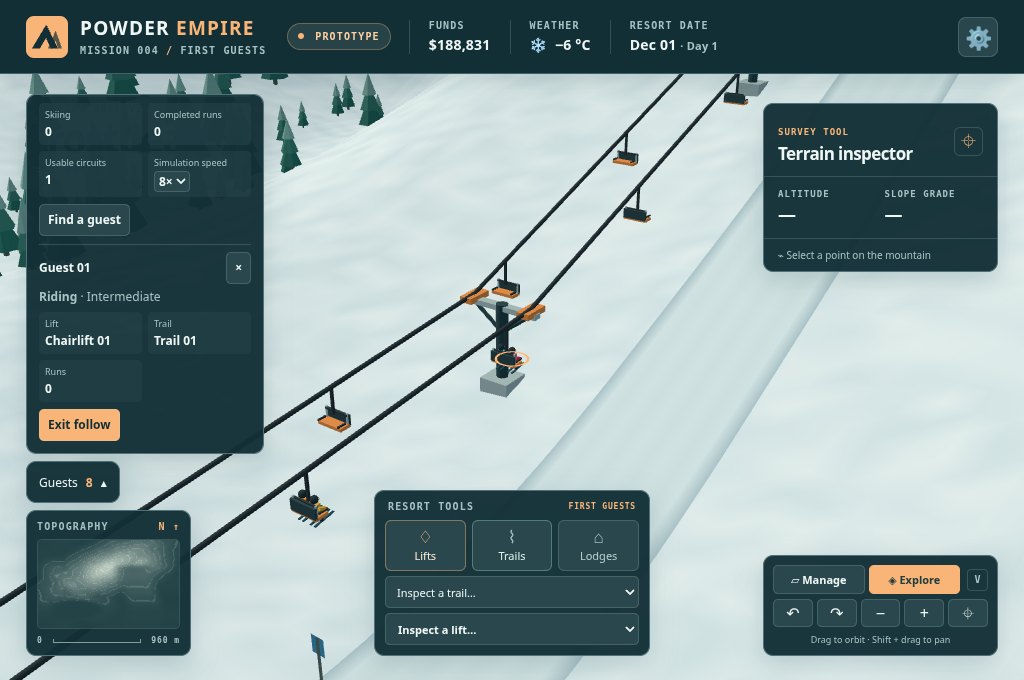 POWDER EMPIRE
MISSION 004 / FIRST GUESTS
PROTOTYPE
FUNDS
$188,831
WEATHER
−6 °C
RESORT DATE
Dec 01 · Day 1
Skiing
0
Completed runs
0
Usable circuits
1
Simulation speed
8×
Find a guest
Guest 01
×
Riding · Intermediate
Lift
Chairlift 01
Trail
Trail 01
Runs
0
Exit follow
Guests 8 ▲
TOPOGRAPHY N ↑
0 960 m
SURVEY TOOL
Terrain inspector
ALTITUDE
—
SLOPE GRADE
—
⌁ Select a point on the mountain
RESORT TOOLS FIRST GUESTS
Lifts
Trails
Lodges
Inspect a trail...
Inspect a lift...
▱ Manage
◈ Explore
V
↶ ↷ − +
Drag to orbit · Shift + drag to pan